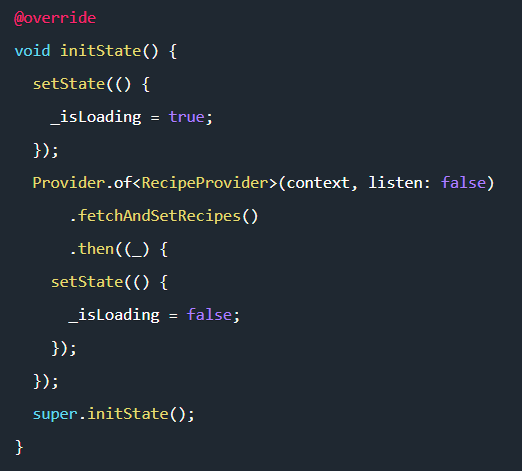 @override
void initState() {
  setState(() {
    _isLoading = true;
  });
  Provider.of<RecipeProvider>(context, listen: false)
      .fetchAndSetRecipes()
      .then((_) {
    setState(() {
      _isLoading = false;
    });
  });
  super.initState();
}